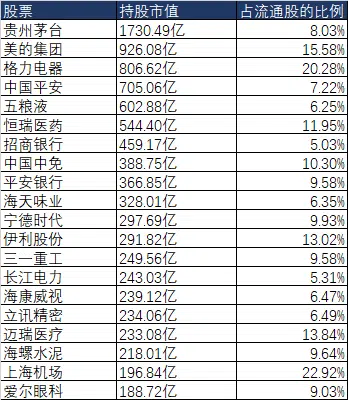 股票 持股市值 占流通股的比例
贵州茅台 1730.49亿 8.03%
美的集团 926.08亿 15.58%
格力电器 806.62亿 20.28%
中国平安 705.06亿 7.22%
五粮液 602.88亿 6.25%
恒瑞医药 544.40亿 11.95%
招商银行 459.17亿 5.03%
中国中免 388.75亿 10.30%
平安银行 366.85亿 9.58%
海天味业 328.01亿 6.35%
宁德时代 297.69亿 9.93%
伊利股份 291.82亿 13.02%
三一重工 249.56亿 9.58%
长江电力 243.03亿 5.31%
海康威视 239.12亿 6.47%
立讯精密 234.06亿 6.49%
迈瑞医疗 233.08亿 13.84%
海螺水泥 218.01亿 9.64%
上海机场 196.84亿 22.92%
爱尔眼科 188.72亿 9.03%